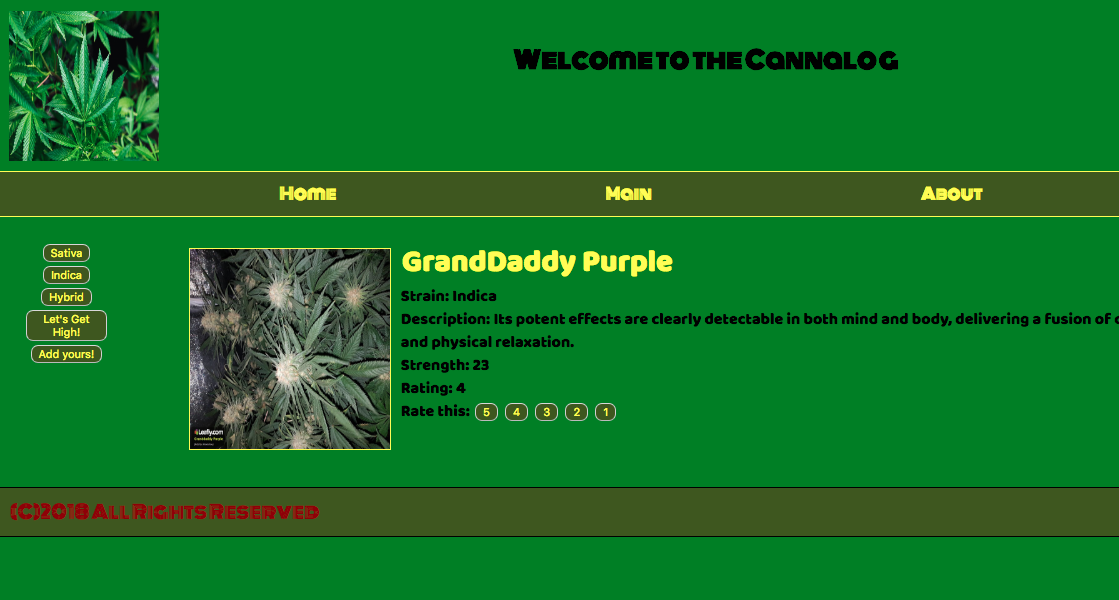 Welcome to the Cannalog
Home Main About
Sativa
Indica
Hybrid
Let's Get
High!
Add yours!
GrandDaddy Purple
Strain: Indica
Description: Its potent effects are clearly detectable in both mind and body, delivering a fusion of
and physical relaxation.
Strength: 23
Rating: 4
Rate this: 5 4 3 2 1
Leafly.com
GrandDaddy Purple
(C)2018 All Rights Reserved